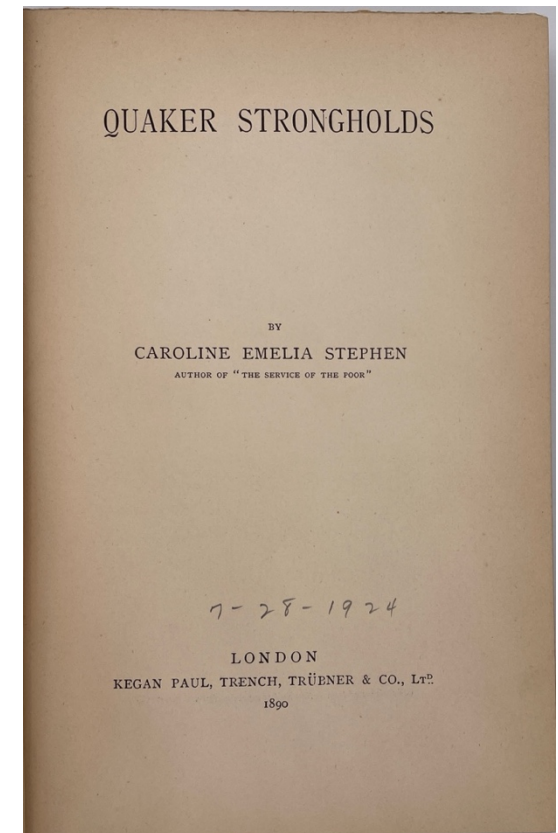 QUAKER STRONGHOLDS
BY
CAROLINE EMELIA STEPHEN
AUTHOR OF "THE SERVICE OF THE POOR"
7-28-1924
LONDON
KEGAN PAUL, TRENCH, TRÜBNER & CO., LTD.
1890